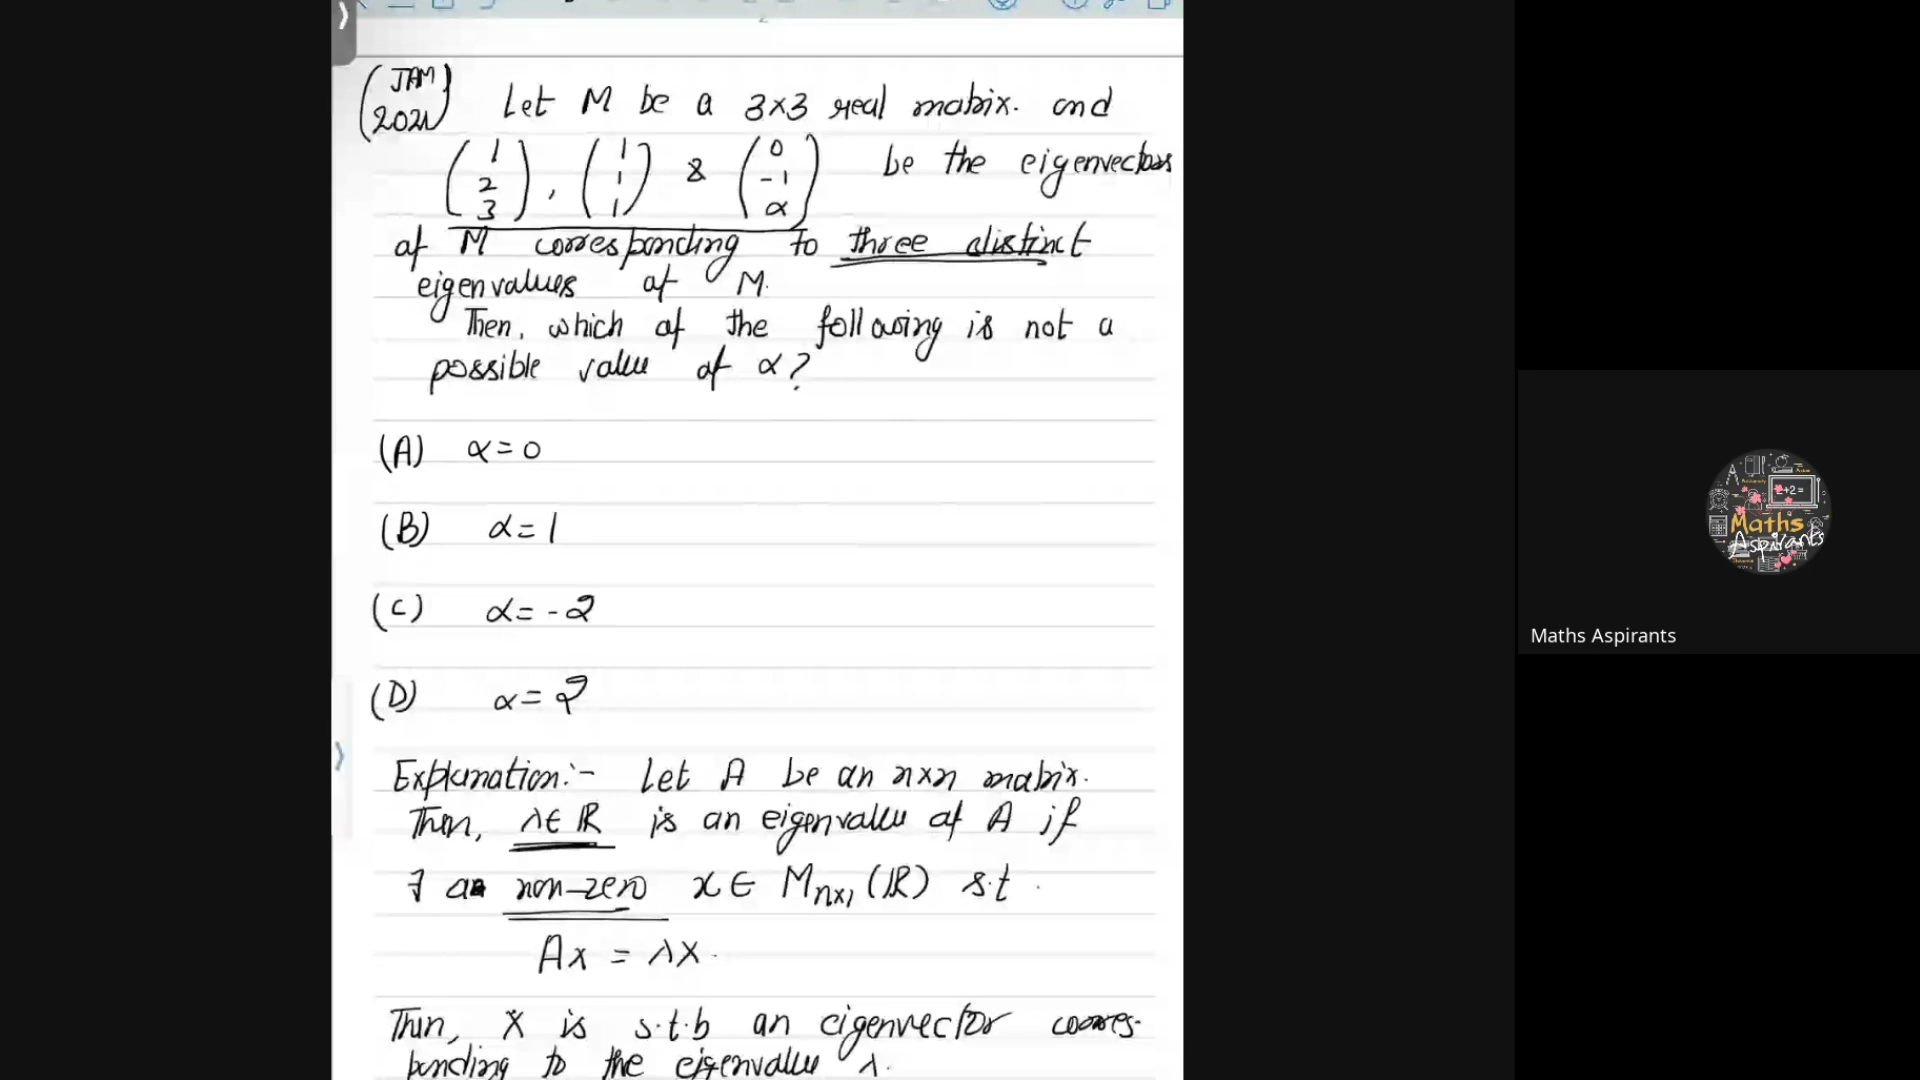 (JAM 2021) Let M be a 3×3 real matrix. and
(1 2 3), (1 1 1) & (0 -1 α) be the eigenvectors
of M corresponding to three distinct
eigenvalues of M.
Then, which of the following is not a
possible value of α?
(A) α = 0
(B) α = 1
(C) α = -2
(D) α = 2
Explanation:- Let A be an n×n matrix.
Then, λ∈ℝ is an eigenvalue of A if
∃ a non-zero x ∈ Mn×1(ℝ) s.t.
Ax = λx.
Then, x is s.t.b an eigenvector corres-
ponding to the eigenvalue λ.
Maths
Aspirants
Maths Aspirants